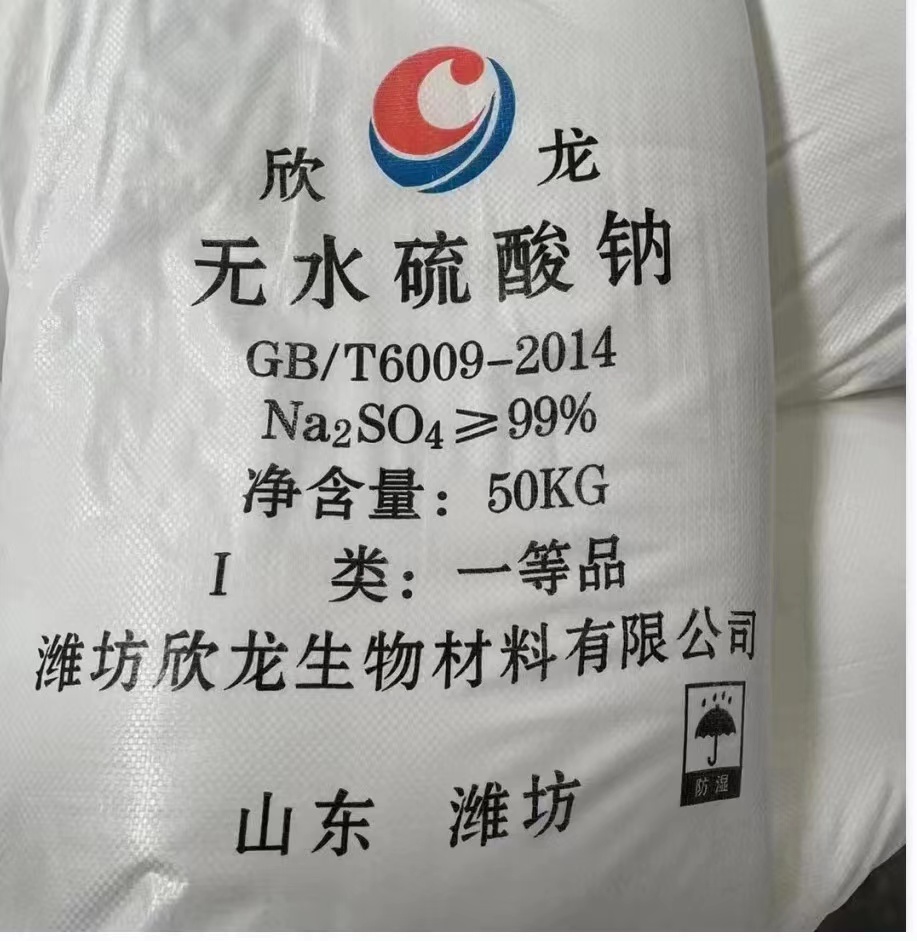 欣 龙
无水硫酸钠
GB/T6009-2014
Na₂SO₄≥99%
净含量：50KG
I 类：一等品
潍坊欣龙生物材料有限公司
防湿
山东 潍坊